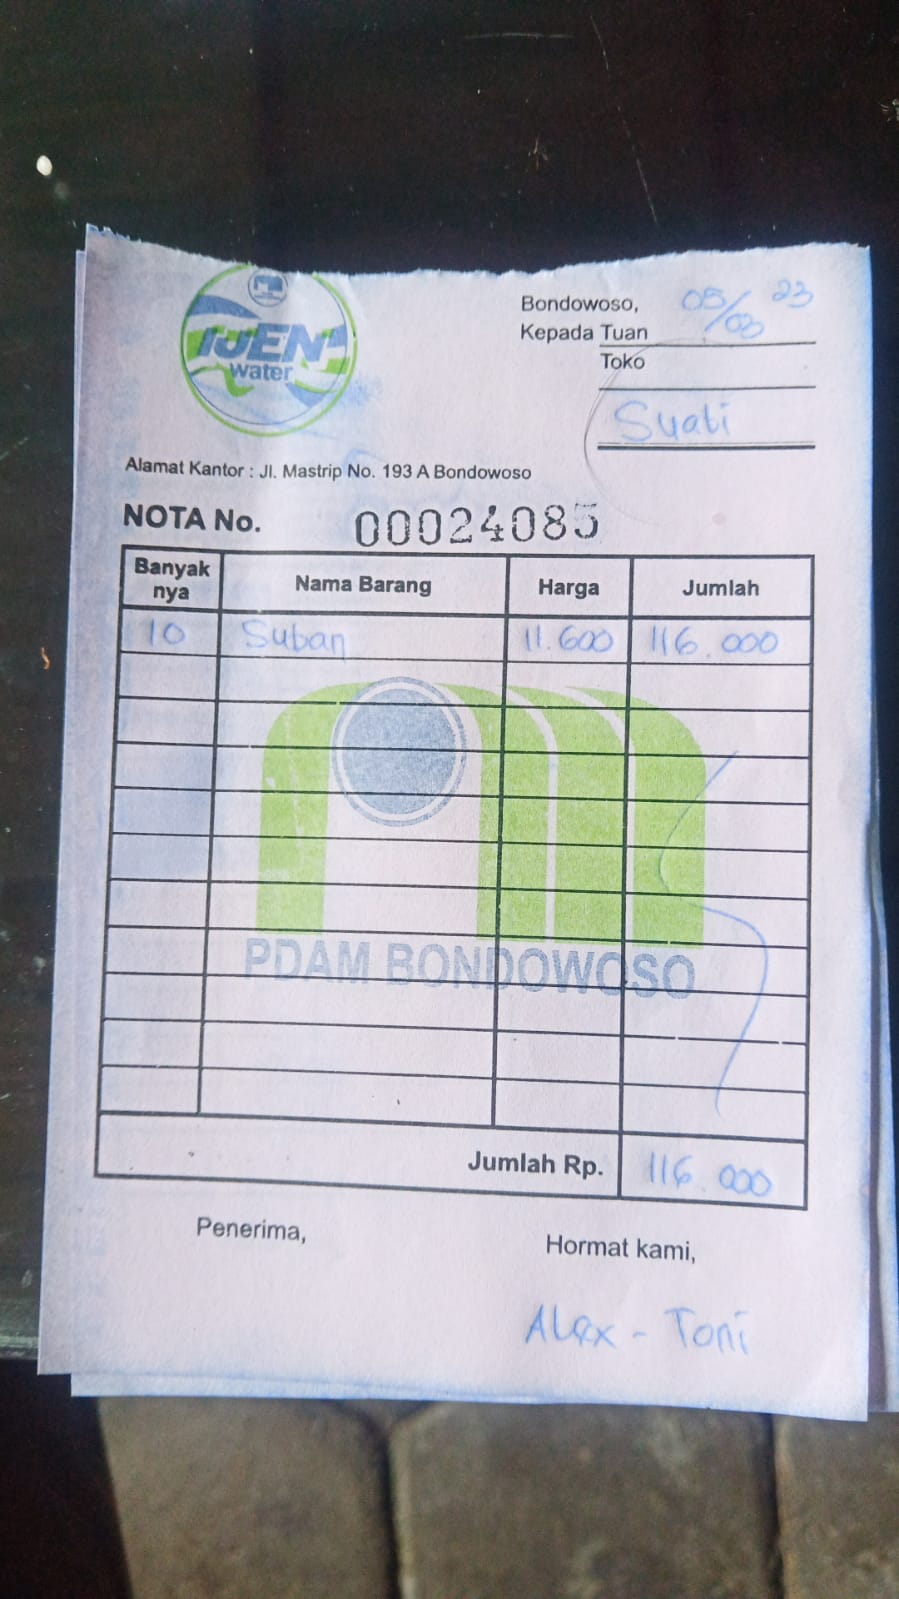 IJEN
water
Bondowoso, 05/03 23
Kepada Tuan
Toko
Suati
Alamat Kantor : Jl. Mastrip No. 193 A Bondowoso
NOTA No. 00024085
Banyak nya Nama Barang Harga Jumlah
10 Suban 11.600 116.000
PDAM BONDOWOSO
Jumlah Rp. 116.000
Penerima, Hormat kami,
Alex - Toni